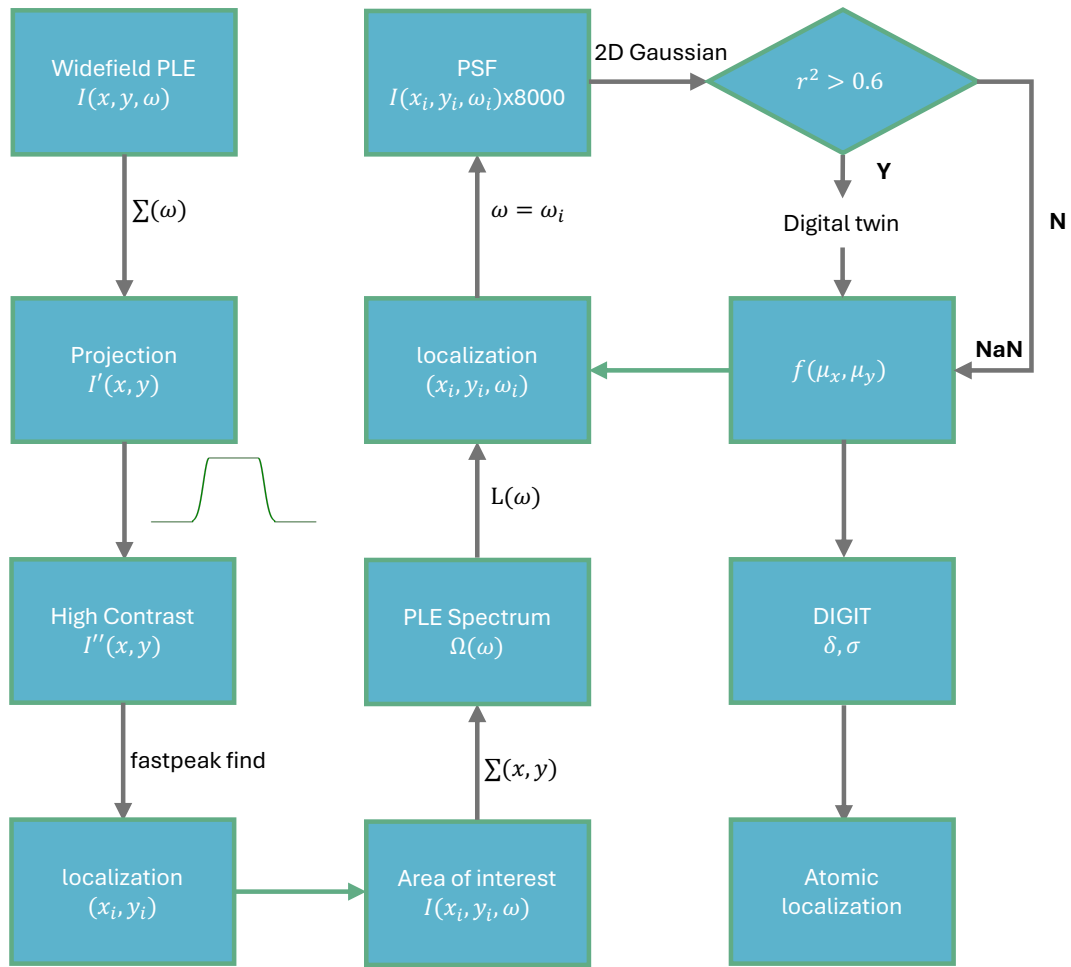 Widefield PLE
I(x, y, ω)
∑(ω)
Projection
I′(x, y)
High Contrast
I′′(x, y)
fastpeak find
localization
(xᵢ, yᵢ)
Area of interest
I(xᵢ, yᵢ, ω)
∑(x, y)
PLE Spectrum
Ω(ω)
L(ω)
localization
(xᵢ, yᵢ, ωᵢ)
ω = ωᵢ
PSF
I(xᵢ, yᵢ, ωᵢ)x8000
2D Gaussian
r² > 0.6
Y
Digital twin
N
NaN
f(μₓ, μᵧ)
DIGIT
δ, σ
Atomic
localization